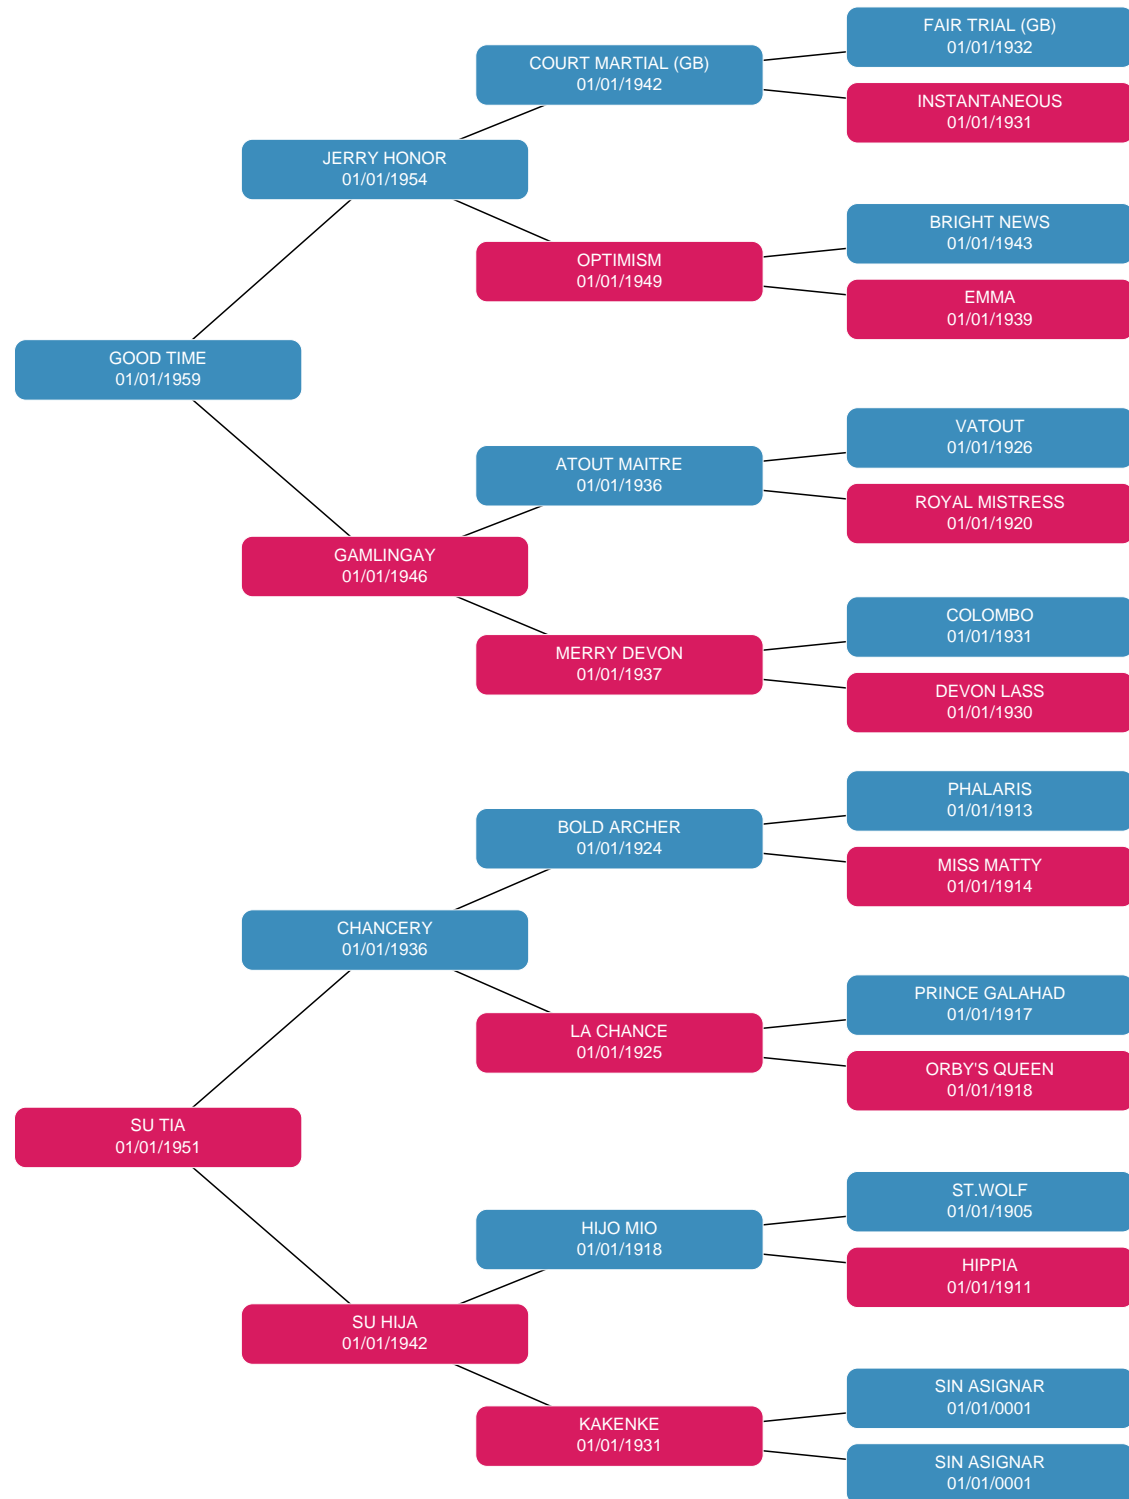 FAIR TRIAL (GB)
01/01/1932
COURT MARTIAL (GB)
01/01/1942
INSTANTANEOUS
01/01/1931
JERRY HONOR
01/01/1954
BRIGHT NEWS
01/01/1943
OPTIMISM
01/01/1949
EMMA
01/01/1939
GOOD TIME
01/01/1959
VATOUT
01/01/1926
ATOUT MAITRE
01/01/1936
ROYAL MISTRESS
01/01/1920
GAMLINGAY
01/01/1946
COLOMBO
01/01/1931
MERRY DEVON
01/01/1937
DEVON LASS
01/01/1930
PHALARIS
01/01/1913
BOLD ARCHER
01/01/1924
MISS MATTY
01/01/1914
CHANCERY
01/01/1936
PRINCE GALAHAD
01/01/1917
LA CHANCE
01/01/1925
ORBY'S QUEEN
01/01/1918
SU TIA
01/01/1951
ST.WOLF
01/01/1905
HIJO MIO
01/01/1918
HIPPIA
01/01/1911
SU HIJA
01/01/1942
SIN ASIGNAR
01/01/0001
KAKENKE
01/01/1931
SIN ASIGNAR
01/01/0001